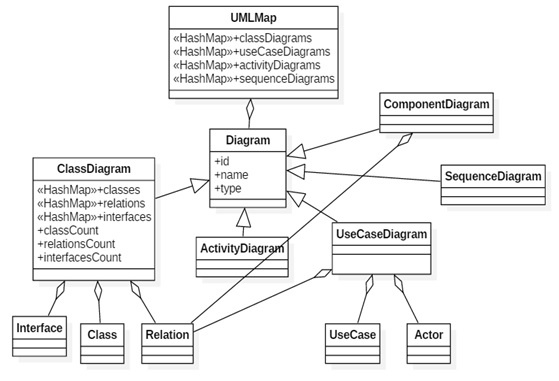 UMLMap
«HashMap»+classDiagrams
«HashMap»+useCaseDiagrams
«HashMap»+activityDiagrams
«HashMap»+sequenceDiagrams
ComponentDiagram
Diagram
+id
+name
+type
ClassDiagram
«HashMap»+classes
«HashMap»+relations
«HashMap»+interfaces
+classCount
+relationsCount
+interfacesCount
SequenceDiagram
ActivityDiagram
UseCaseDiagram
Interface
Class
Relation
UseCase
Actor